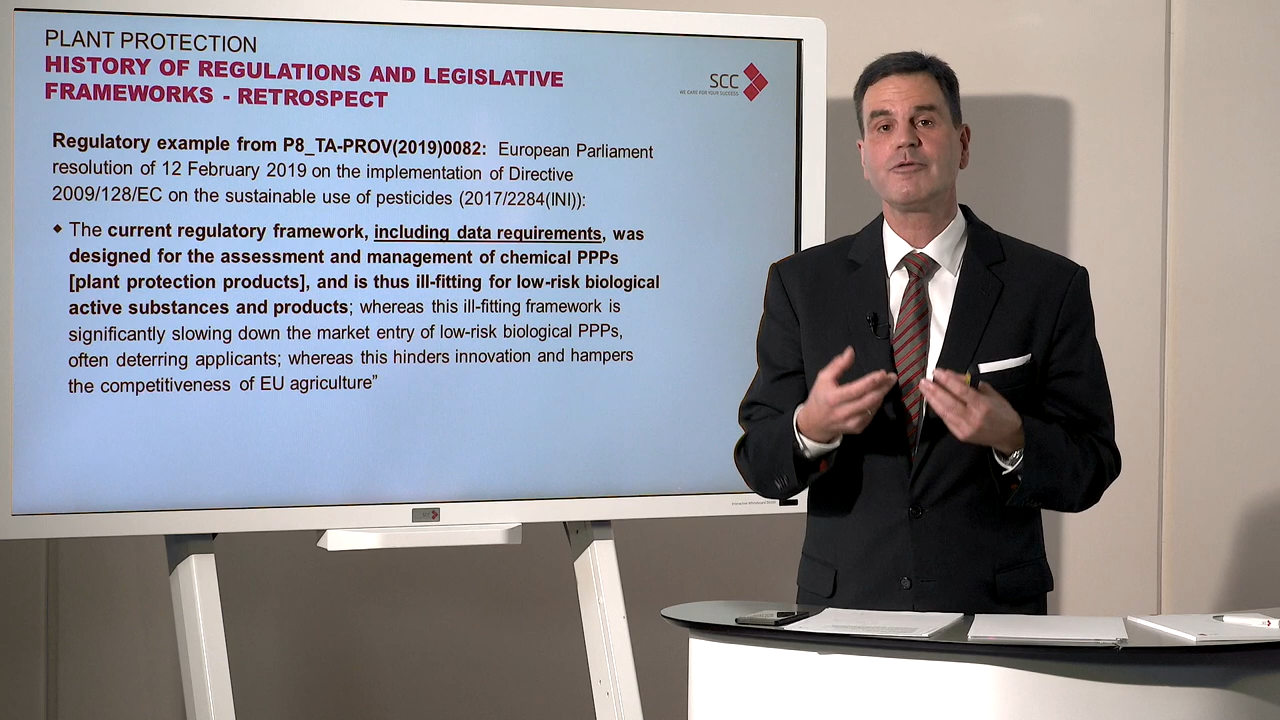 PLANT PROTECTION
HISTORY OF REGULATIONS AND LEGISLATIVE
FRAMEWORKS - RETROSPECT
SCC
WE CARE FOR YOUR SUCCESS
Regulatory example from P8_TA-PROV(2019)0082: European Parliament
resolution of 12 February 2019 on the implementation of Directive
2009/128/EC on the sustainable use of pesticides (2017/2284(INI)):
◆ The current regulatory framework, including data requirements, was
designed for the assessment and management of chemical PPPs
[plant protection products], and is thus ill-fitting for low-risk biological
active substances and products; whereas this ill-fitting framework is
significantly slowing down the market entry of low-risk biological PPPs,
often deterring applicants; whereas this hinders innovation and hampers
the competitiveness of EU agriculture”
SCC